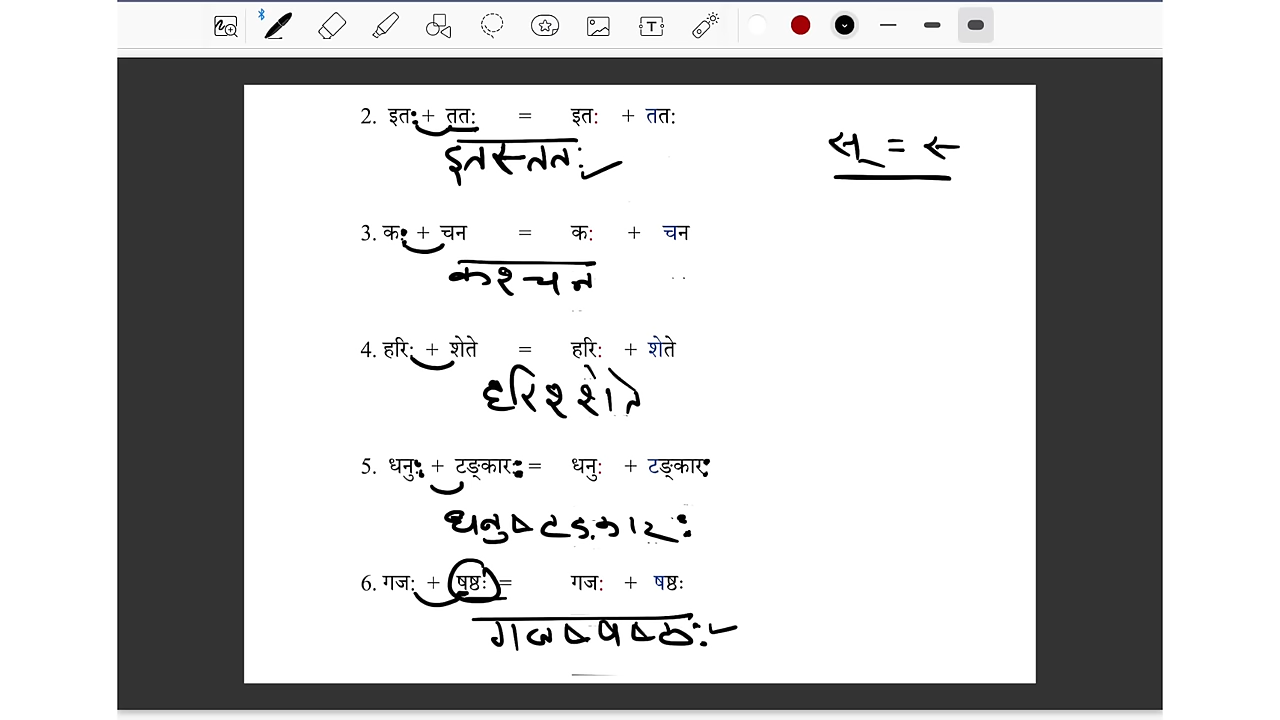 2. इतः + ततः = इतः + ततः
इतस्ततः
स् = स्‍
3. कः + चन = कः + चन
कश्चन
4. हरिः + शेते = हरिः + शेते
हरिश्शेते
5. धनुः + टङ्कारः = धनुः + टङ्कारः
धनुष्टङ्कारः
6. गजः + षष्ठः = गजः + षष्ठः
गजष्षष्ठः